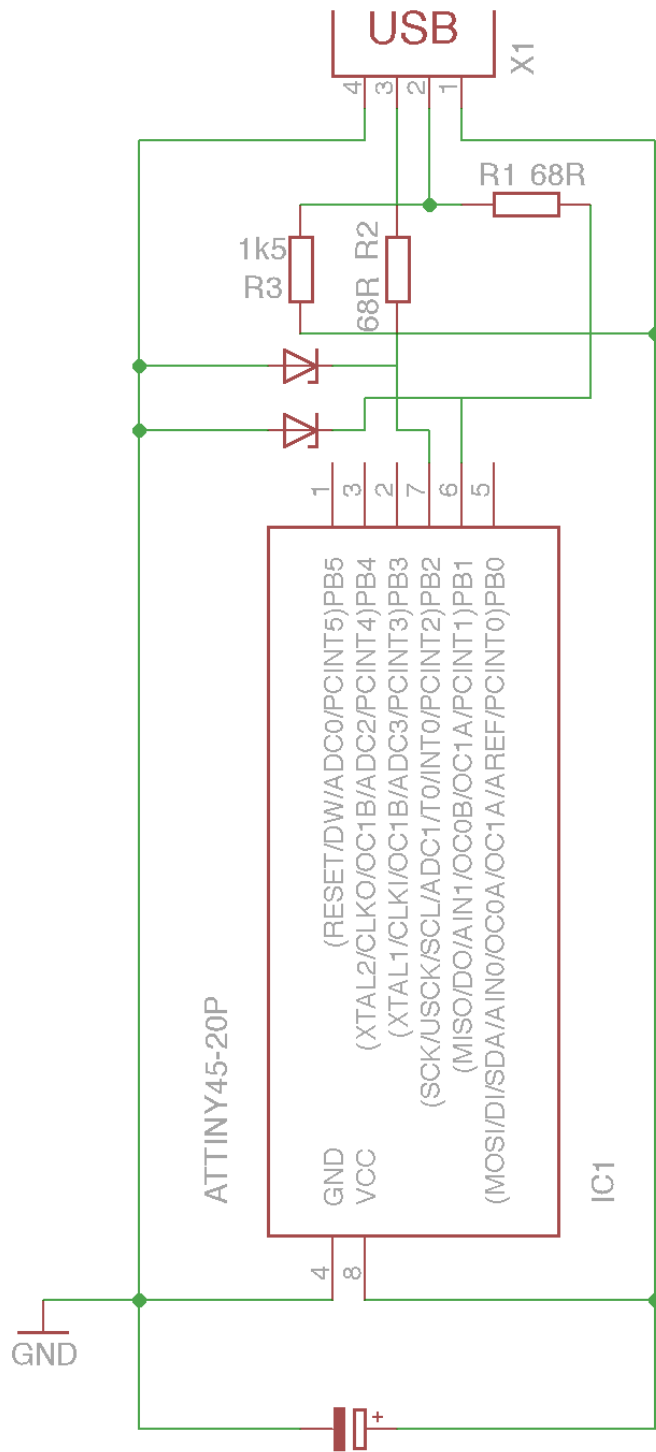 USB
X1
4
3
2
1
R1 68R
1k5
R3
68R R2
1
3
2
7
6
5
(RESET/DW/ADC0/PCINT5)PB5
(XTAL2/CLKO/OC1B/ADC2/PCINT4)PB4
(XTAL1/CLKI/OC1B/ADC3/PCINT3)PB3
(SCK/USCK/SCL/ADC1/T0/INT0/PCINT2)PB2
(MISO/DO/AIN1/OC0B/OC1A/PCINT1)PB1
(MOSI/DI/SDA/AIN0/OC0A/OC1A/AREF/PCINT0)PB0
ATTINY45-20P
GND
VCC
IC1
4
8
GND
+